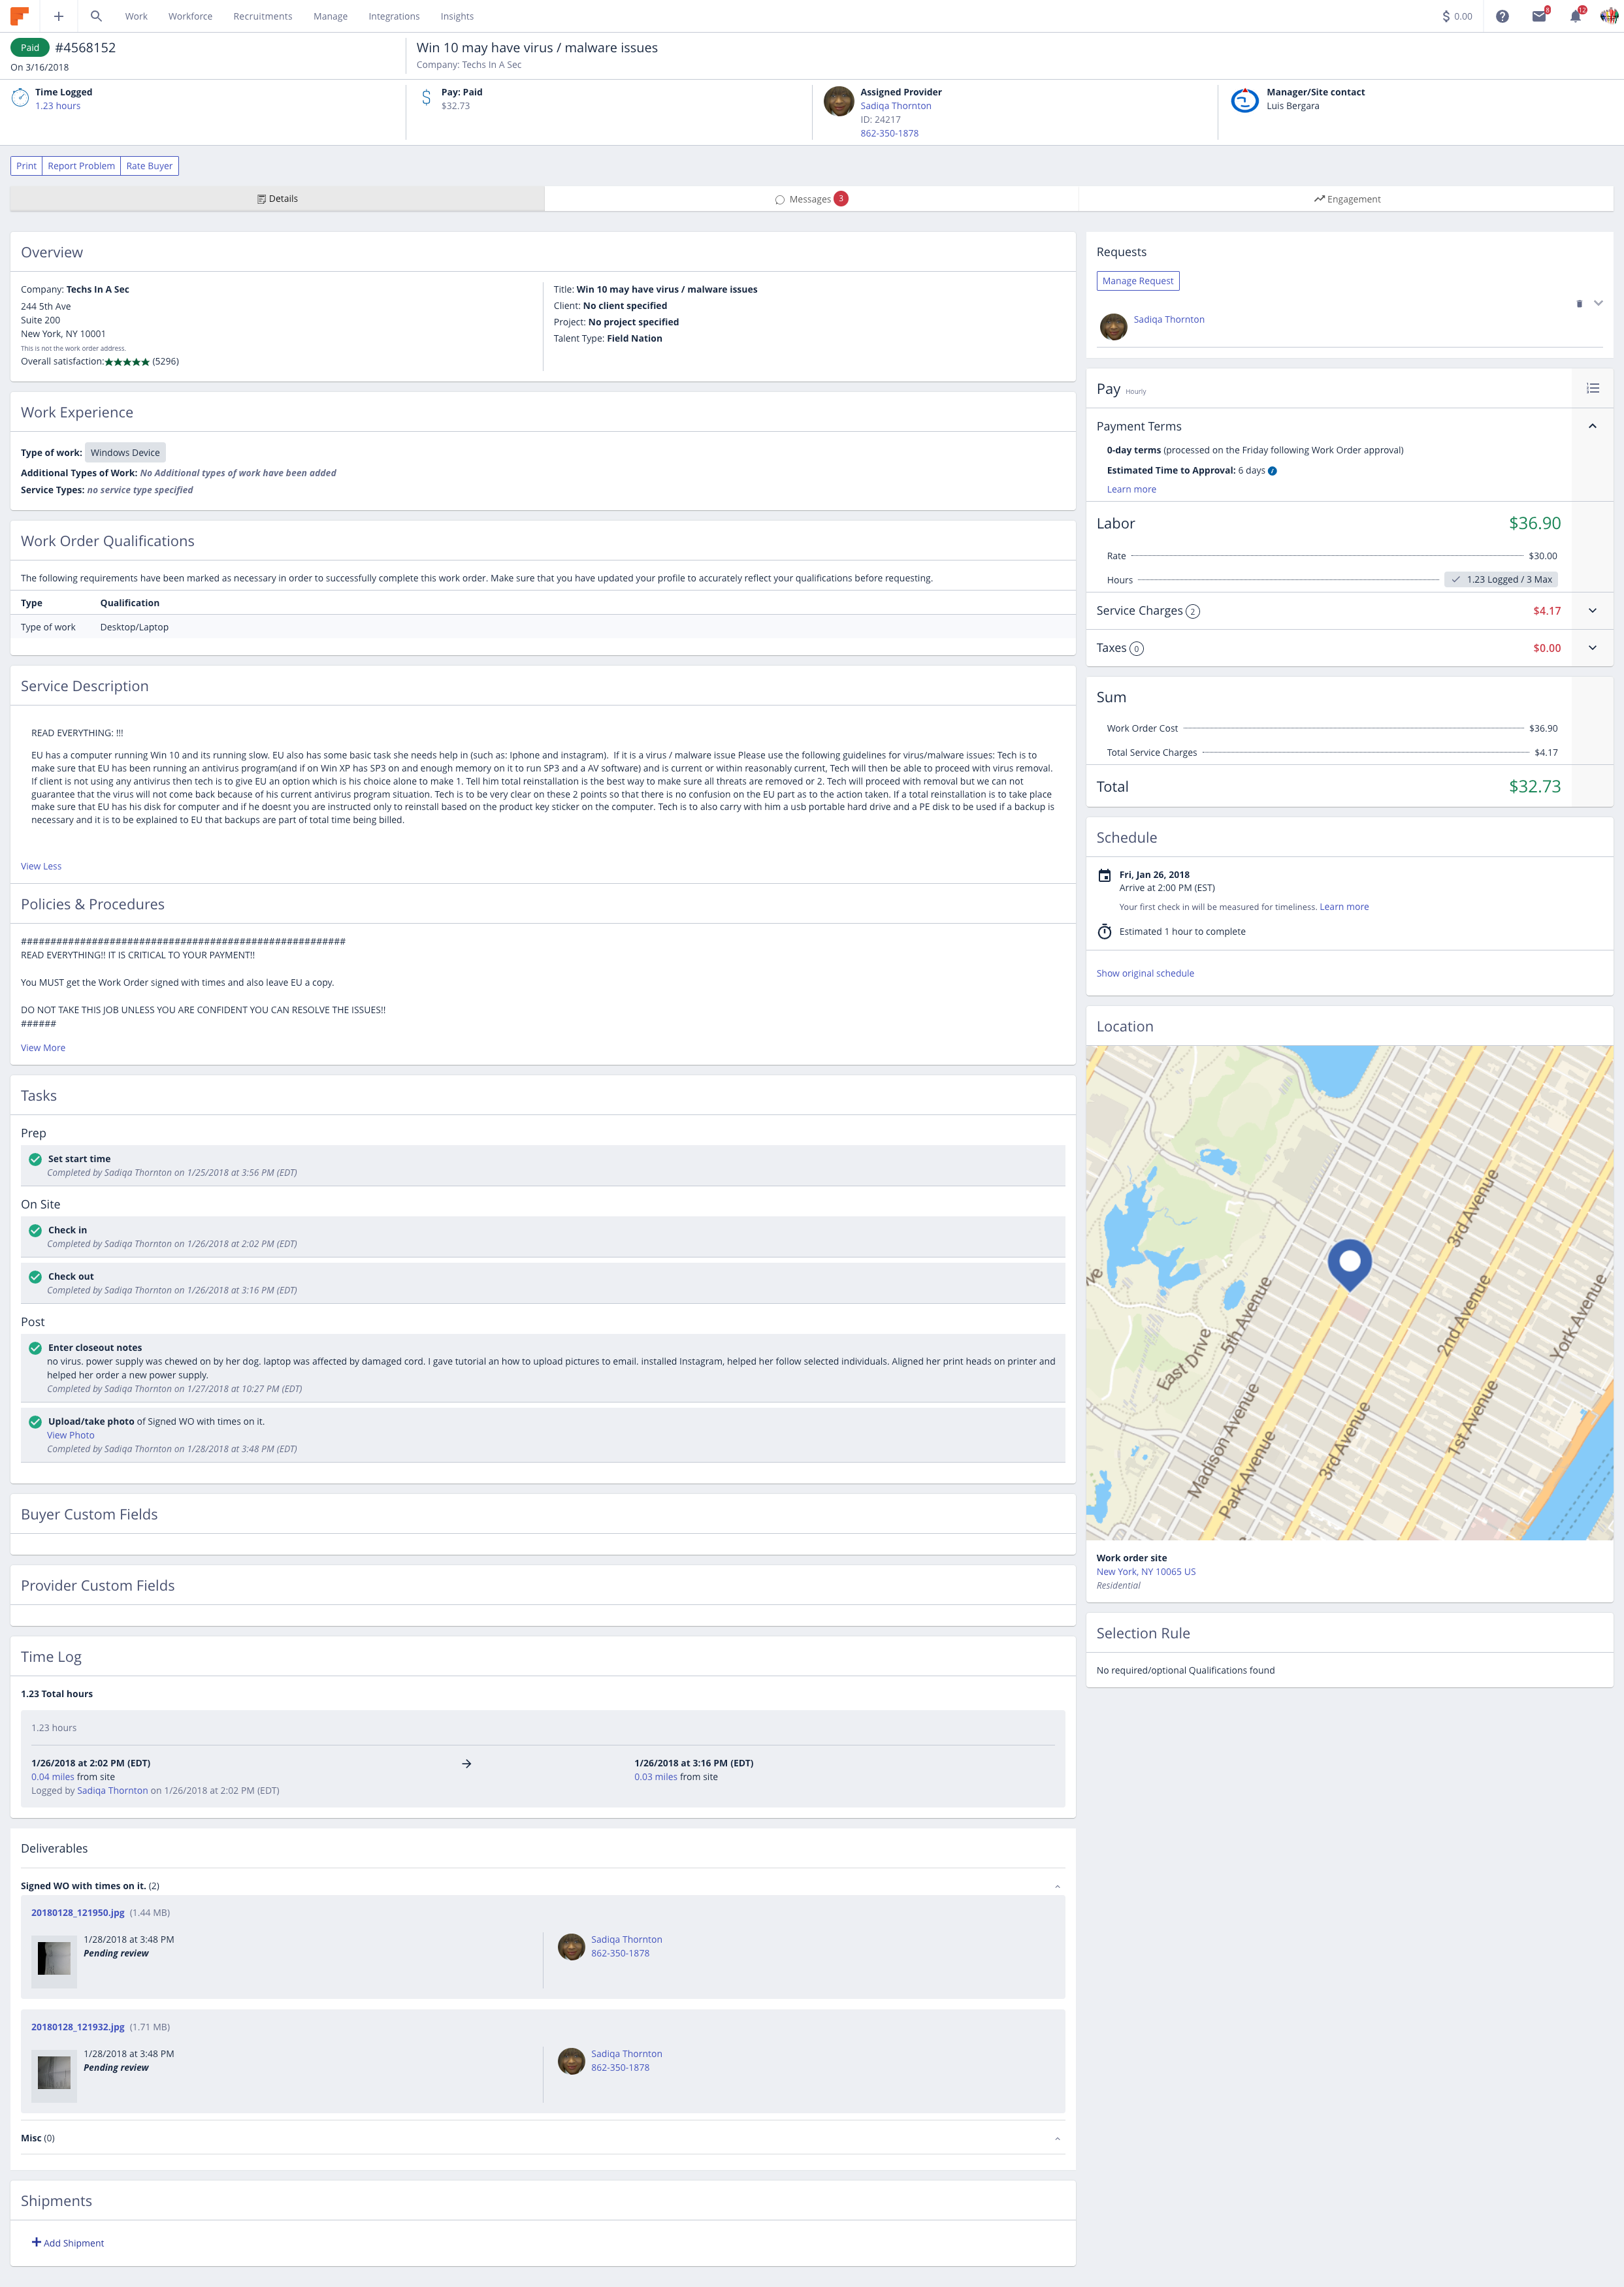 Work Workforce Recruitments Manage Integrations Insights $ 0.00 8 12
Paid #4568152
On 3/16/2018
Win 10 may have virus / malware issues
Company: Techs In A Sec
Time Logged
1.23 hours
Pay: Paid
$32.73
Assigned Provider
Sadiqa Thornton
ID: 24217
862-350-1878
Manager/Site contact
Luis Bergara
Print Report Problem Rate Buyer
Details Messages 3 Engagement
Overview
Company: Techs In A Sec
244 5th Ave
Suite 200
New York, NY 10001
This is not the work order address.
Overall satisfaction:★★★★★ (5296)
Title: Win 10 may have virus / malware issues
Client: No client specified
Project: No project specified
Talent Type: Field Nation
Work Experience
Type of work: Windows Device
Additional Types of Work: No Additional types of work have been added
Service Types: no service type specified
Work Order Qualifications
The following requirements have been marked as necessary in order to successfully complete this work order. Make sure that you have updated your profile to accurately reflect your qualifications before requesting.
Type Qualification
Type of work Desktop/Laptop
Service Description
READ EVERYTHING: !!!
EU has a computer running Win 10 and its running slow. EU also has some basic task she needs help in (such as: Iphone and instagram). If it is a virus / malware issue Please use the following guidelines for virus/malware issues: Tech is to
make sure that EU has been running an antivirus program(and if on Win XP has SP3 on and enough memory on it to run SP3 and a AV software) and is current or within reasonably current, Tech will then be able to proceed with virus removal.
If client is not using any antivirus then tech is to give EU an option which is his choice alone to make 1. Tell him total reinstallation is the best way to make sure all threats are removed or 2. Tech will proceed with removal but we can not
guarantee that the virus will not come back because of his current antivirus program situation. Tech is to be very clear on these 2 points so that there is no confusion on the EU part as to the action taken. If a total reinstallation is to take place
make sure that EU has his disk for computer and if he doesnt you are instructed only to reinstall based on the product key sticker on the computer. Tech is to also carry with him a usb portable hard drive and a PE disk to be used if a backup is
necessary and it is to be explained to EU that backups are part of total time being billed.
View Less
Policies & Procedures
#######################################################
READ EVERYTHING!! IT IS CRITICAL TO YOUR PAYMENT!!
You MUST get the Work Order signed with times and also leave EU a copy.
DO NOT TAKE THIS JOB UNLESS YOU ARE CONFIDENT YOU CAN RESOLVE THE ISSUES!!
######
View More
Tasks
Prep
Set start time
Completed by Sadiqa Thornton on 1/25/2018 at 3:56 PM (EDT)
On Site
Check in
Completed by Sadiqa Thornton on 1/26/2018 at 2:02 PM (EDT)
Check out
Completed by Sadiqa Thornton on 1/26/2018 at 3:16 PM (EDT)
Post
Enter closeout notes
no virus. power supply was chewed on by her dog. laptop was affected by damaged cord. I gave tutorial an how to upload pictures to email. installed Instagram, helped her follow selected individuals. Aligned her print heads on printer and
helped her order a new power supply.
Completed by Sadiqa Thornton on 1/27/2018 at 10:27 PM (EDT)
Upload/take photo of Signed WO with times on it.
View Photo
Completed by Sadiqa Thornton on 1/28/2018 at 3:48 PM (EDT)
Buyer Custom Fields
Provider Custom Fields
Time Log
1.23 Total hours
1.23 hours
1/26/2018 at 2:02 PM (EDT) → 1/26/2018 at 3:16 PM (EDT)
0.04 miles from site 0.03 miles from site
Logged by Sadiqa Thornton on 1/26/2018 at 2:02 PM (EDT)
Deliverables
Signed WO with times on it. (2)
20180128_121950.jpg (1.44 MB)
1/28/2018 at 3:48 PM
Pending review
Sadiqa Thornton
862-350-1878
20180128_121932.jpg (1.71 MB)
1/28/2018 at 3:48 PM
Pending review
Sadiqa Thornton
862-350-1878
Misc (0)
Shipments
+ Add Shipment
Requests
Manage Request
Sadiqa Thornton
Pay Hourly
Payment Terms
0-day terms (processed on the Friday following Work Order approval)
Estimated Time to Approval: 6 days
Learn more
Labor $36.90
Rate $30.00
Hours 1.23 Logged / 3 Max
Service Charges 2 $4.17
Taxes 0 $0.00
Sum
Work Order Cost $36.90
Total Service Charges $4.17
Total $32.73
Schedule
Fri, Jan 26, 2018
Arrive at 2:00 PM (EST)
Your first check in will be measured for timeliness. Learn more
Estimated 1 hour to complete
Show original schedule
Location
3rd Avenue
5th Avenue
2nd Avenue
York Avenue
East Drive
Madison Avenue
Park Avenue
3rd Avenue
1st Avenue
Work order site
New York, NY 10065 US
Residential
Selection Rule
No required/optional Qualifications found